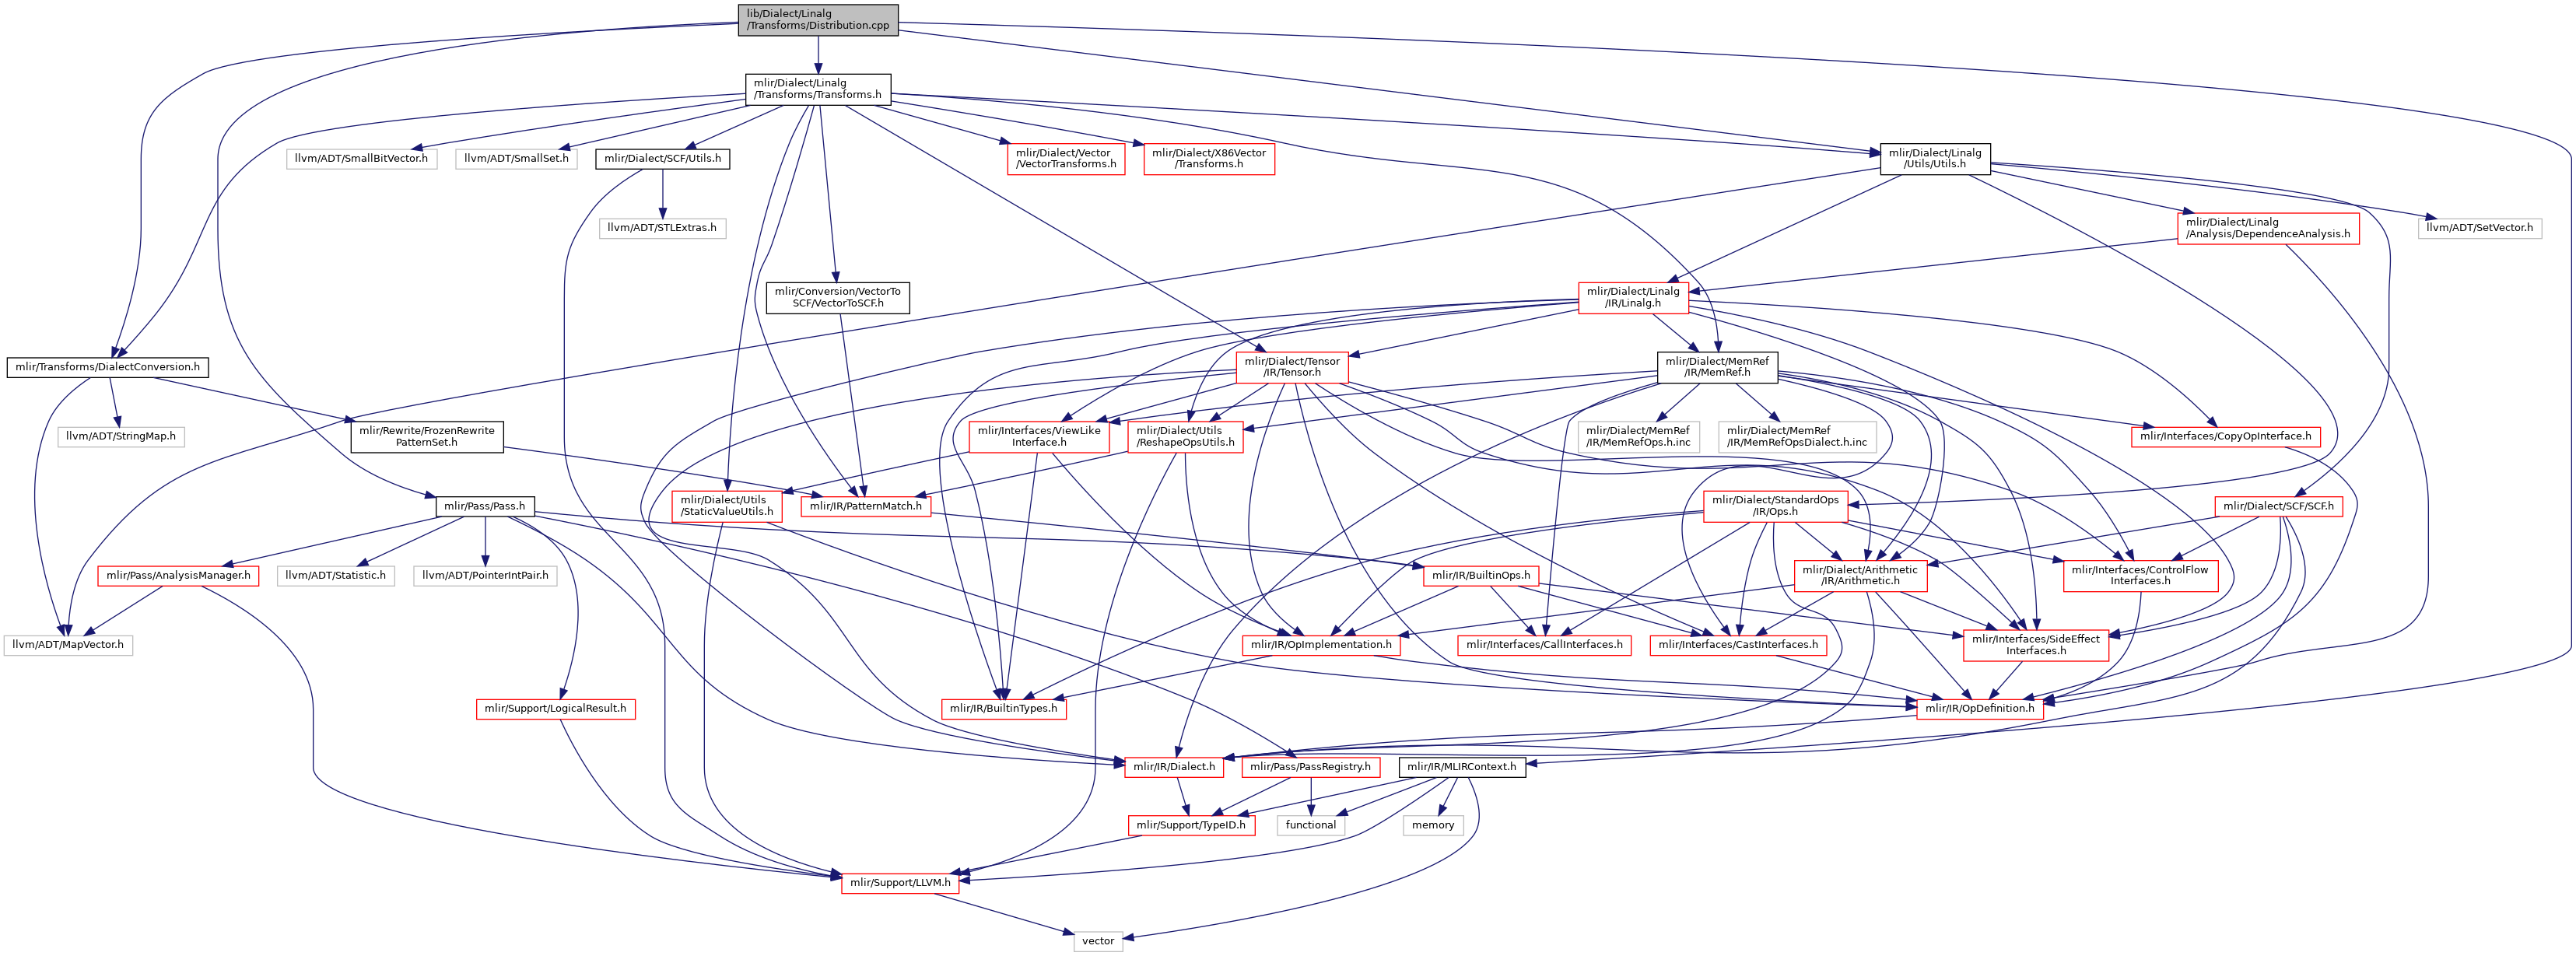 lib/Dialect/Linalg
/Transforms/Distribution.cpp
mlir/Dialect/Linalg
/Transforms/Transforms.h
llvm/ADT/SmallBitVector.h
llvm/ADT/SmallSet.h
mlir/Dialect/SCF/Utils.h
mlir/Dialect/Vector
/VectorTransforms.h
mlir/Dialect/X86Vector
/Transforms.h
mlir/Dialect/Linalg
/Utils/Utils.h
llvm/ADT/STLExtras.h
mlir/Dialect/Linalg
/Analysis/DependenceAnalysis.h
llvm/ADT/SetVector.h
mlir/Conversion/VectorTo
SCF/VectorToSCF.h
mlir/Dialect/Linalg
/IR/Linalg.h
mlir/Transforms/DialectConversion.h
mlir/Dialect/Tensor
/IR/Tensor.h
mlir/Dialect/MemRef
/IR/MemRef.h
llvm/ADT/StringMap.h
mlir/Rewrite/FrozenRewrite
PatternSet.h
mlir/Interfaces/ViewLike
Interface.h
mlir/Dialect/Utils
/ReshapeOpsUtils.h
mlir/Dialect/MemRef
/IR/MemRefOps.h.inc
mlir/Dialect/MemRef
/IR/MemRefOpsDialect.h.inc
mlir/Interfaces/CopyOpInterface.h
mlir/Pass/Pass.h
mlir/Dialect/Utils
/StaticValueUtils.h
mlir/IR/PatternMatch.h
mlir/Dialect/StandardOps
/IR/Ops.h
mlir/Dialect/SCF/SCF.h
mlir/Pass/AnalysisManager.h
llvm/ADT/Statistic.h
llvm/ADT/PointerIntPair.h
mlir/IR/BuiltinOps.h
mlir/Dialect/Arithmetic
/IR/Arithmetic.h
mlir/Interfaces/ControlFlow
Interfaces.h
llvm/ADT/MapVector.h
mlir/IR/OpImplementation.h
mlir/Interfaces/CallInterfaces.h
mlir/Interfaces/CastInterfaces.h
mlir/Interfaces/SideEffect
Interfaces.h
mlir/Support/LogicalResult.h
mlir/IR/BuiltinTypes.h
mlir/IR/OpDefinition.h
mlir/IR/Dialect.h
mlir/Pass/PassRegistry.h
mlir/IR/MLIRContext.h
mlir/Support/TypeID.h
functional
memory
mlir/Support/LLVM.h
vector